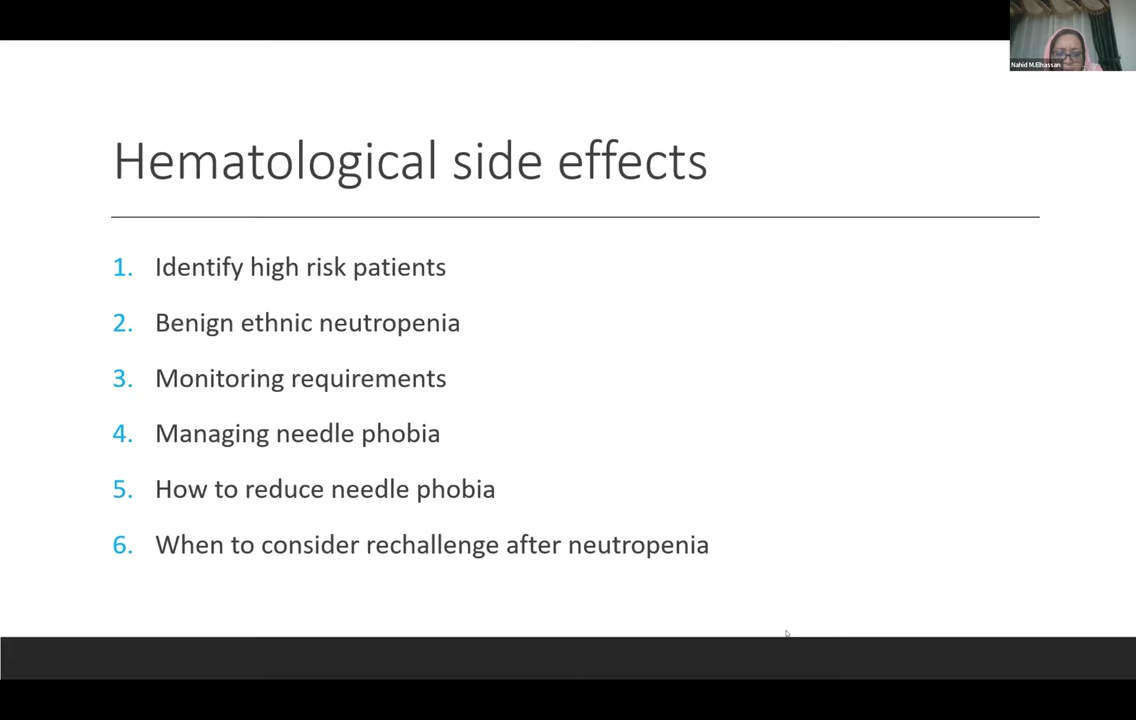 Nahid M.Elhassan
Hematological side effects
1. Identify high risk patients
2. Benign ethnic neutropenia
3. Monitoring requirements
4. Managing needle phobia
5. How to reduce needle phobia
6. When to consider rechallenge after neutropenia